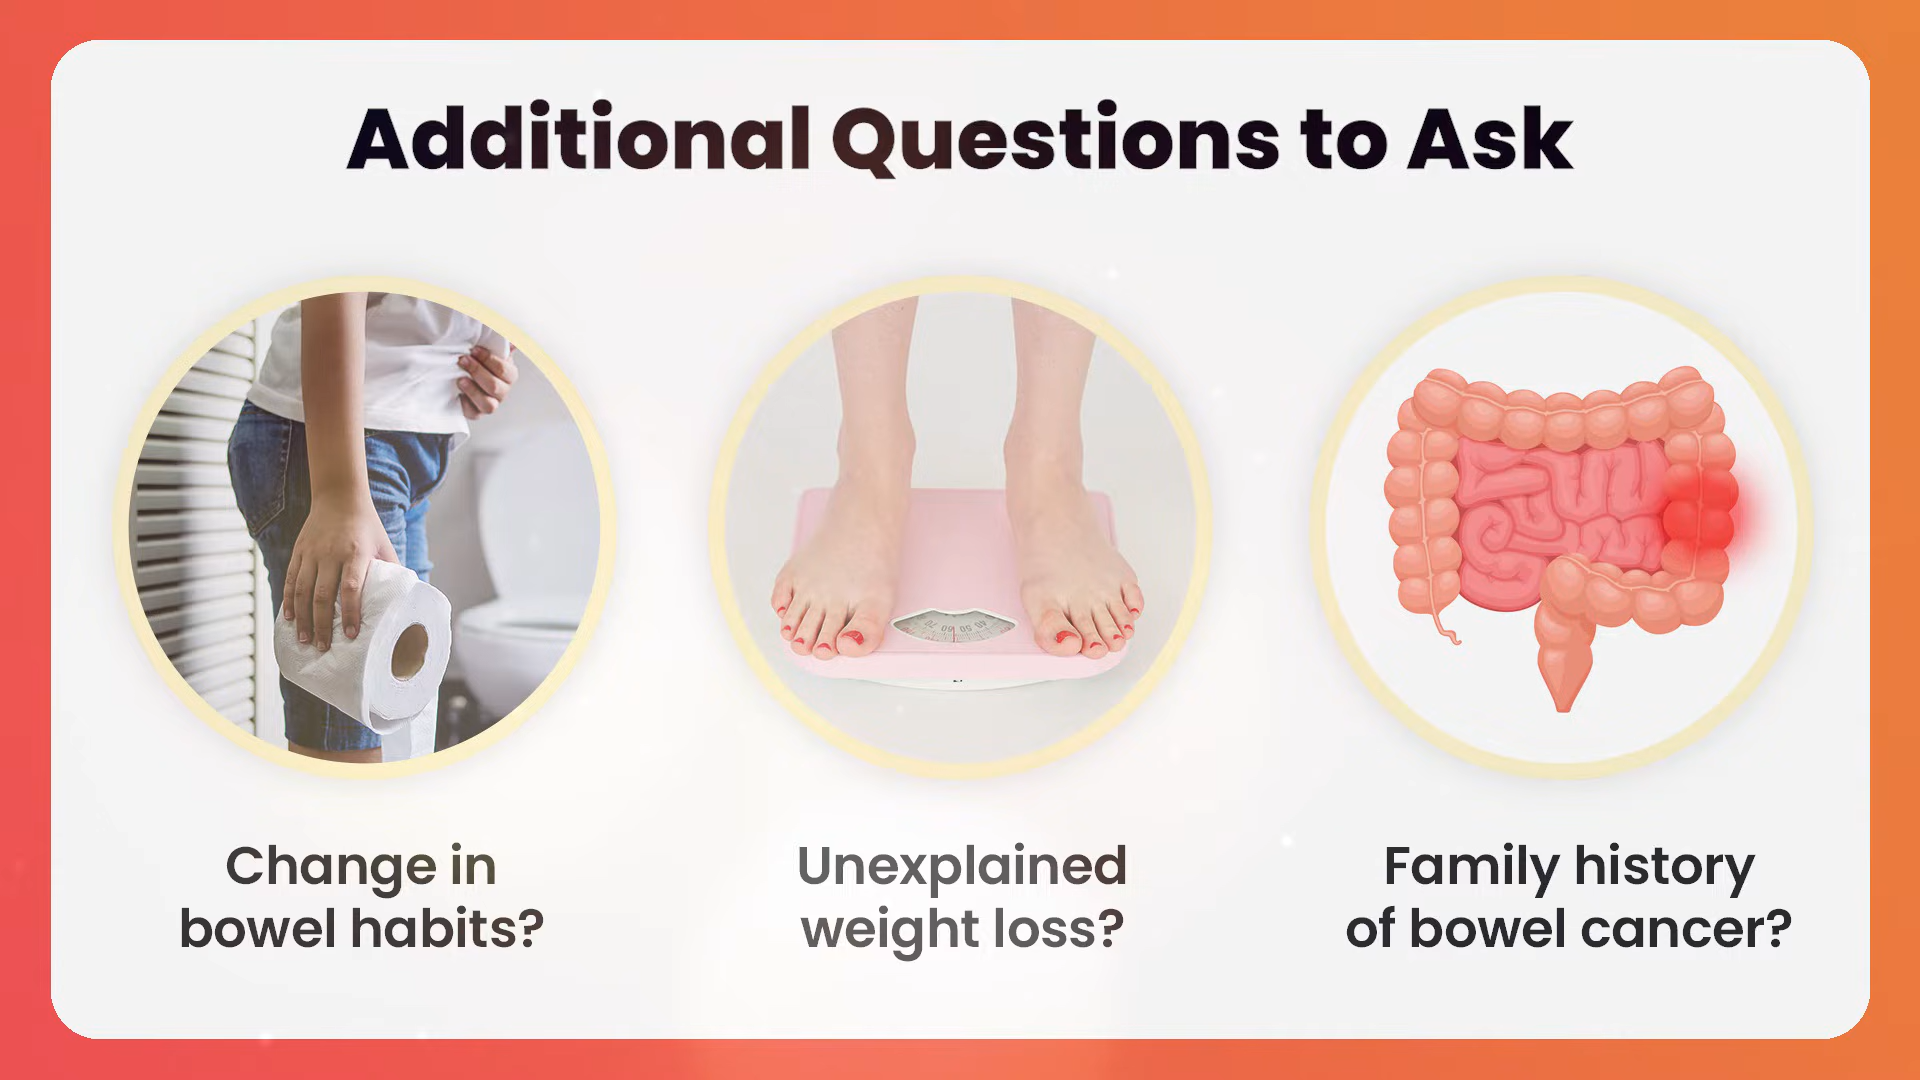 Additional Questions to Ask
Change in
bowel habits?
Unexplained
weight loss?
Family history
of bowel cancer?